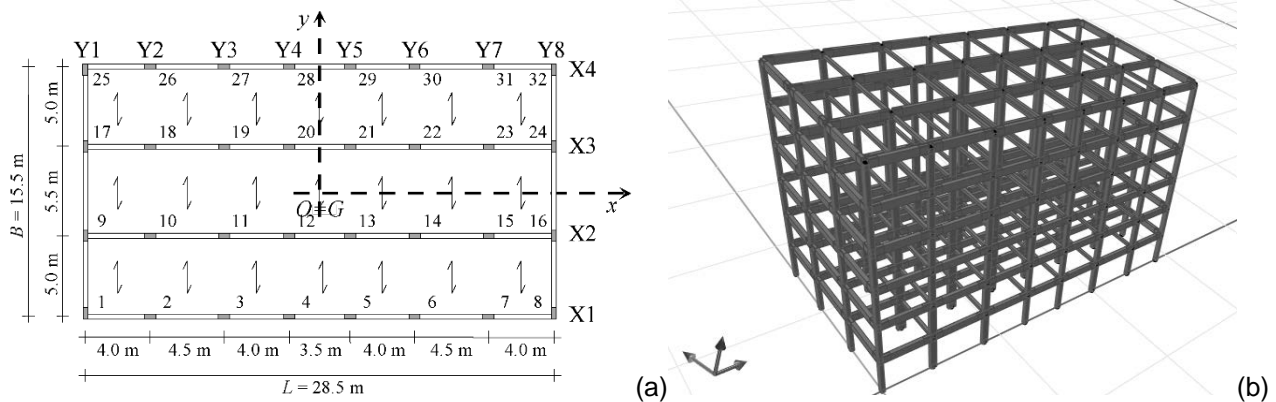 y
Y1 Y2 Y3 Y4 Y5 Y6 Y7 Y8
25 26 27 28 29 30 31 32 X4
5.0 m
17 18 19 20 21 22 23 24 X3
B = 15.5 m
5.5 m
O≡G
x
9 10 11 12 13 14 15 16 X2
5.0 m
1 2 3 4 5 6 7 8 X1
4.0 m 4.5 m 4.0 m 3.5 m 4.0 m 4.5 m 4.0 m
L = 28.5 m
(a)
(b)